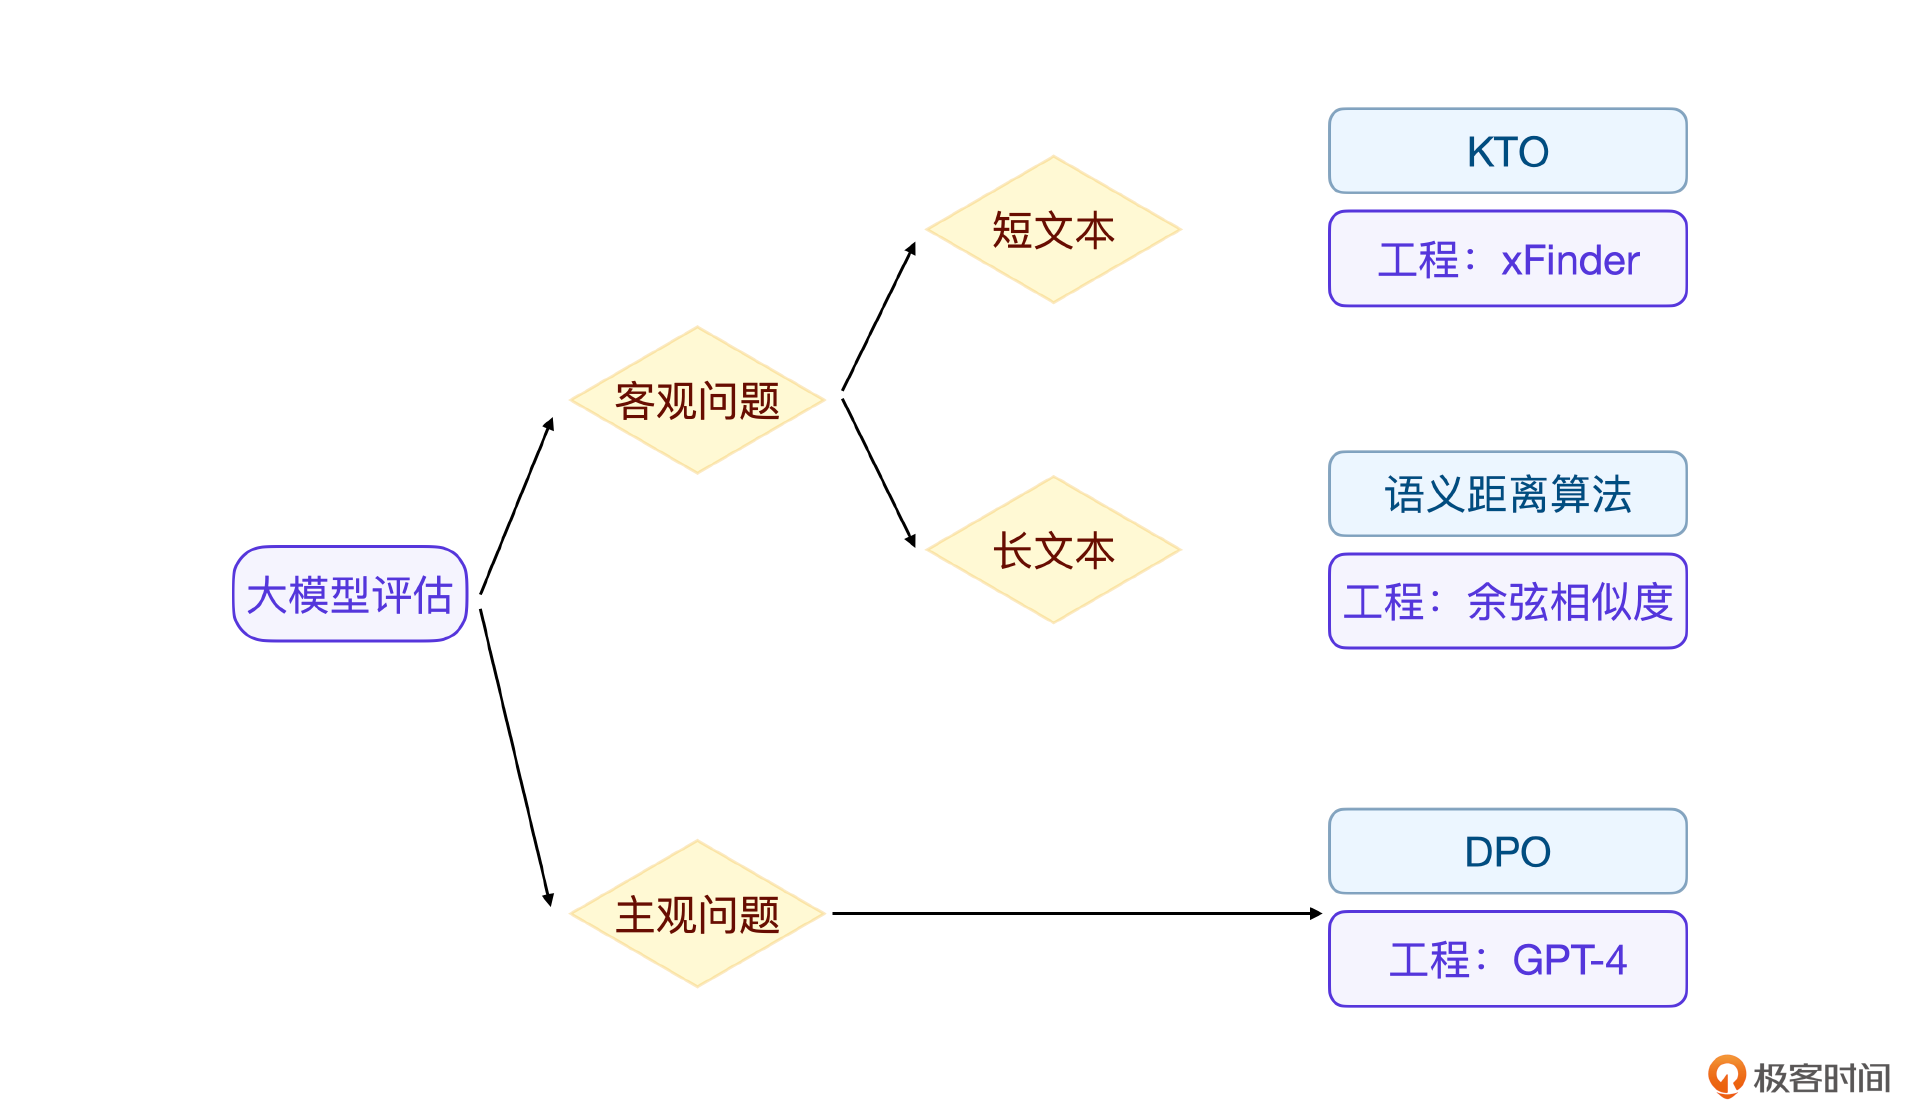 大模型评估
客观问题
短文本
KTO
工程：xFinder
长文本
语义距离算法
工程：余弦相似度
主观问题
DPO
工程：GPT-4
极客时间